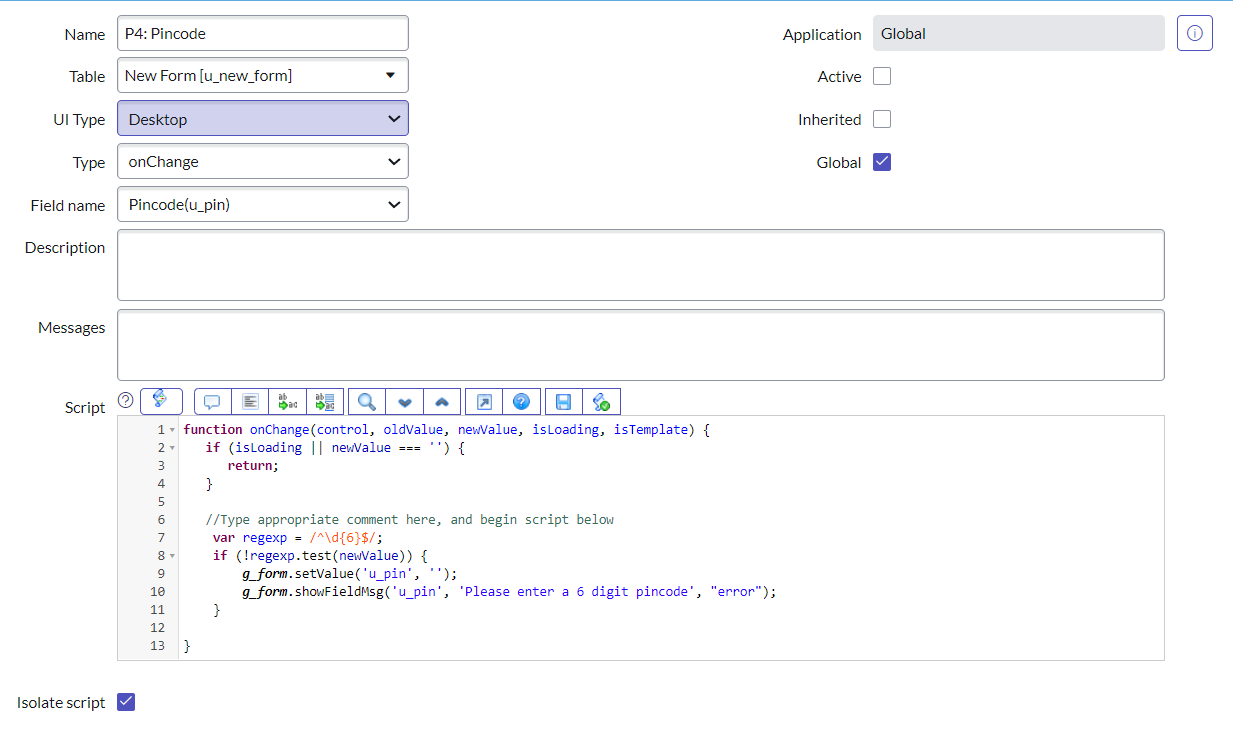 Name P4: Pincode Application Global
Table New Form [u_new_form] Active
UI Type Desktop Inherited
Type onChange Global
Field name Pincode(u_pin)
Description
Messages
Script
1 function onChange(control, oldValue, newValue, isLoading, isTemplate) {
2 if (isLoading || newValue === '') {
3 return;
4 }
5
6 //Type appropriate comment here, and begin script below
7 var regexp = /^\d{6}$/;
8 if (!regexp.test(newValue)) {
9 g_form.setValue('u_pin', '');
10 g_form.showFieldMsg('u_pin', 'Please enter a 6 digit pincode', "error");
11 }
12
13 }
Isolate script